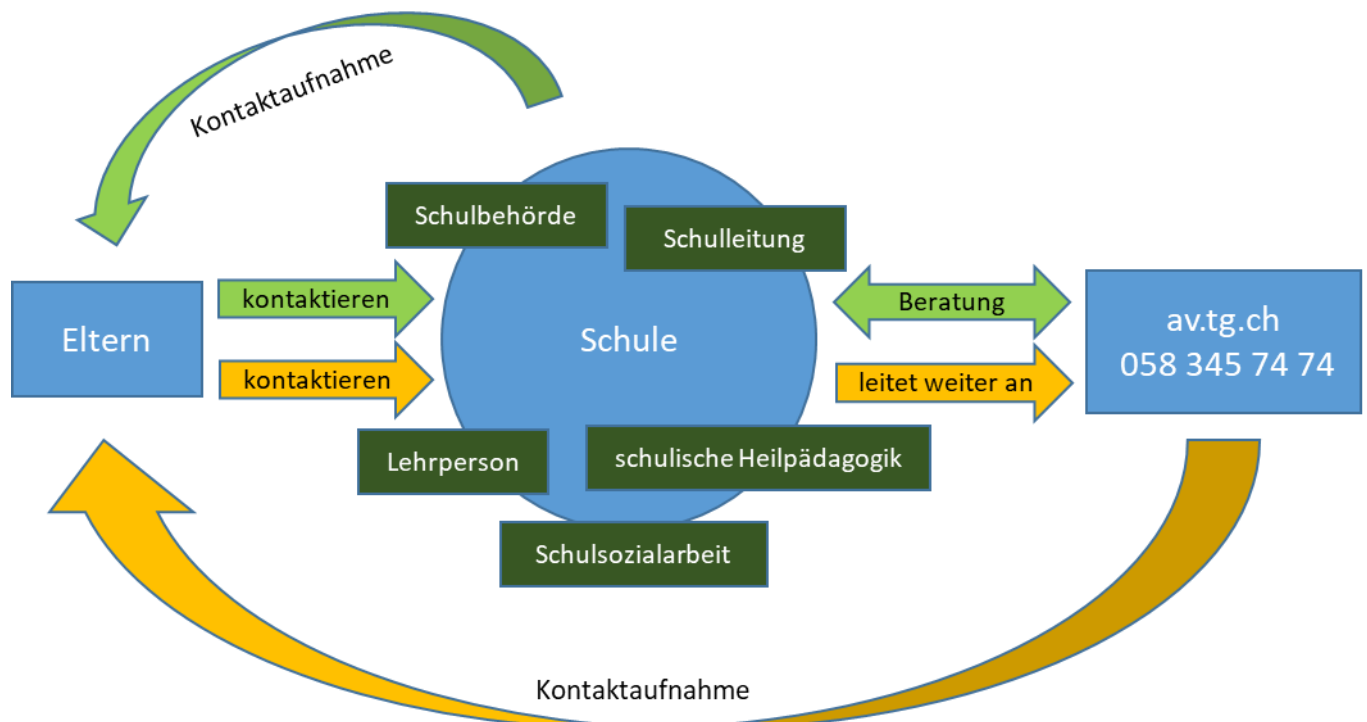 Kontaktaufnahme
Schulbehörde
Schulleitung
kontaktieren
Beratung
Eltern
Schule
av.tg.ch
058 345 74 74
kontaktieren
leitet weiter an
Lehrperson
schulische Heilpädagogik
Schulsozialarbeit
Kontaktaufnahme